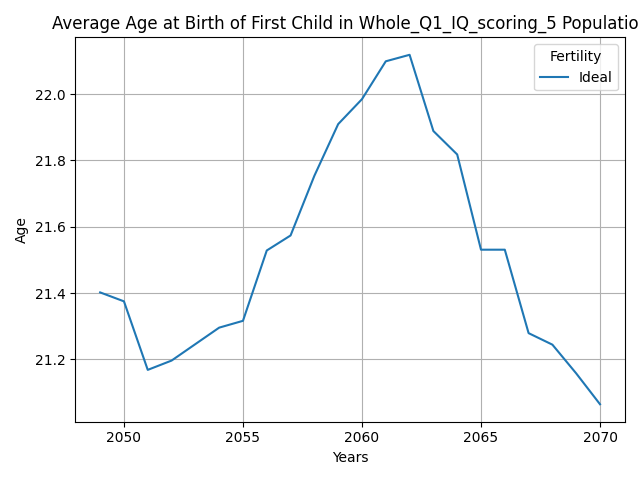 Average Age at Birth of First Child in Whole_Q1_IQ_scoring_5 Populatio
Fertility
Ideal
22.0
21.8
21.6
21.4
21.2
Age
2050 2055 2060 2065 2070
Years